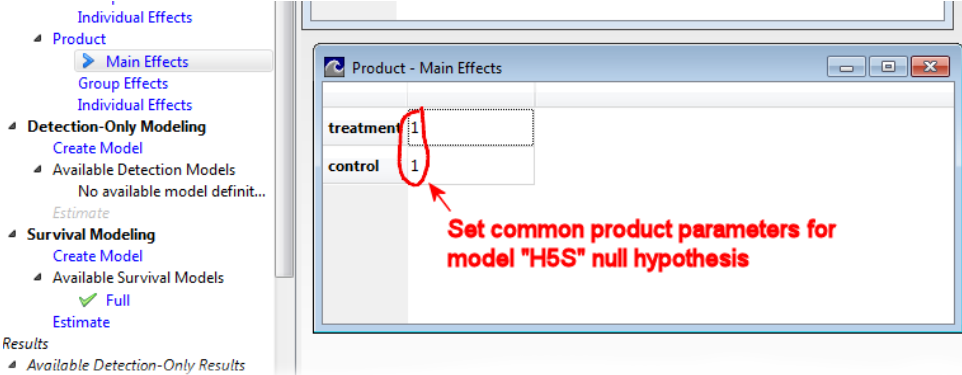 Individual Effects
Product
Main Effects
Group Effects
Individual Effects
Detection-Only Modeling
Create Model
Available Detection Models
No available model definit...
Estimate
Survival Modeling
Create Model
Available Survival Models
Full
Estimate
Results
Available Detection-Only Results
Product - Main Effects
treatment 1
control 1
Set common product parameters for
model "H5S" null hypothesis